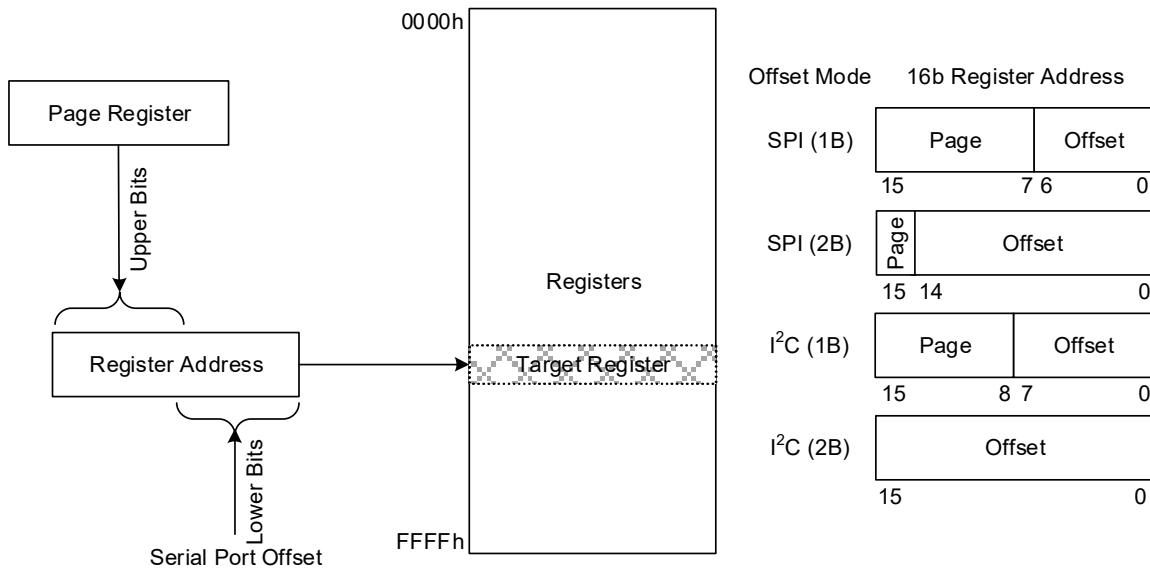 0000h
Page Register
Upper Bits
Register Address
Lower Bits
Serial Port Offset
Registers
Target Register
FFFFh
Offset Mode 16b Register Address
SPI (1B) Page Offset
15 7 6 0
SPI (2B) Page Offset
15 14 0
I²C (1B) Page Offset
15 8 7 0
I²C (2B) Offset
15 0